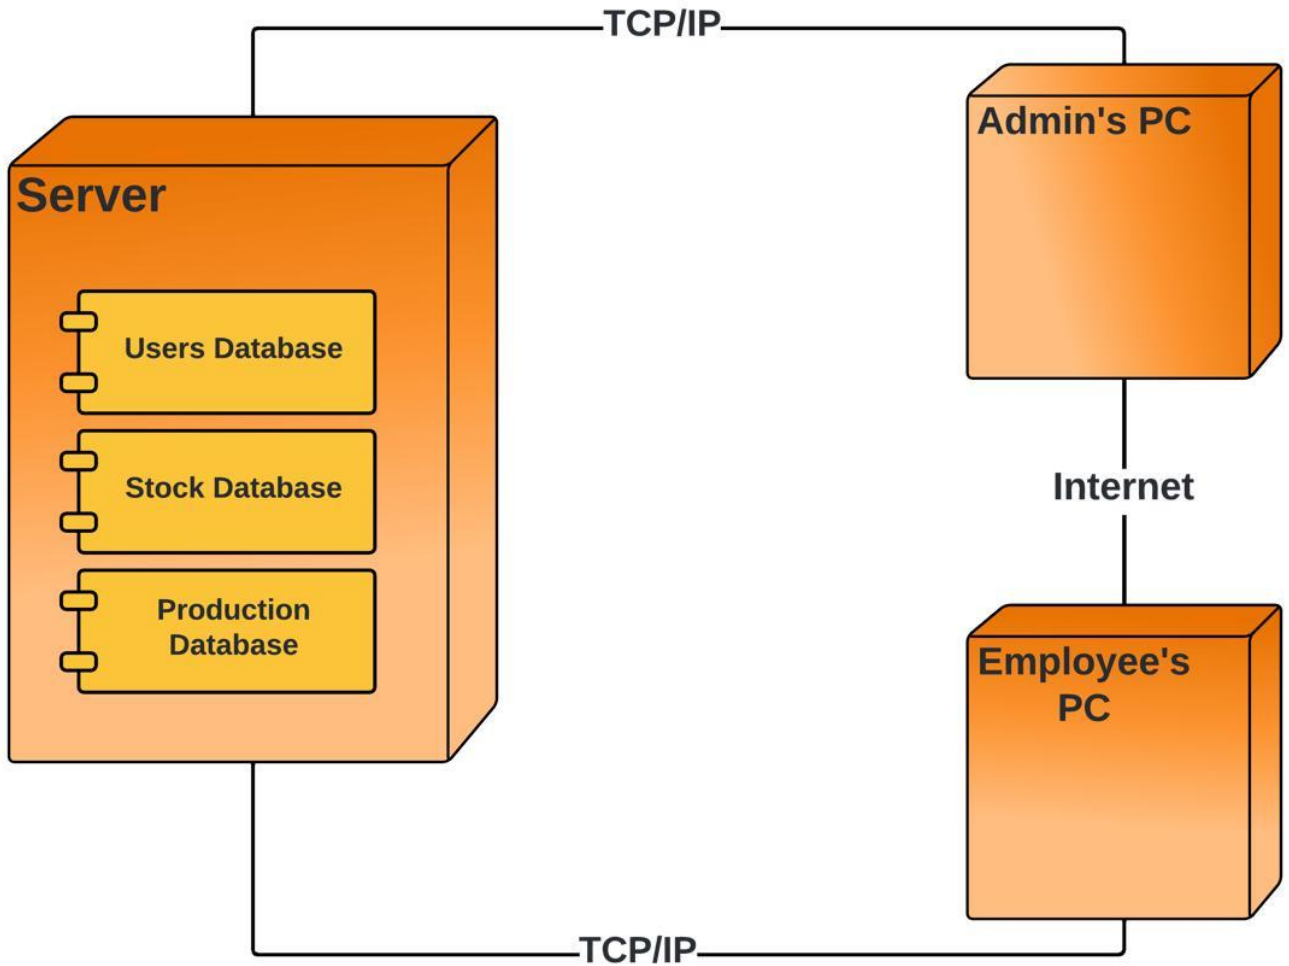 TCP/IP
Server
Users Database
Stock Database
Production
Database
Admin's PC
Internet
Employee's
PC
TCP/IP